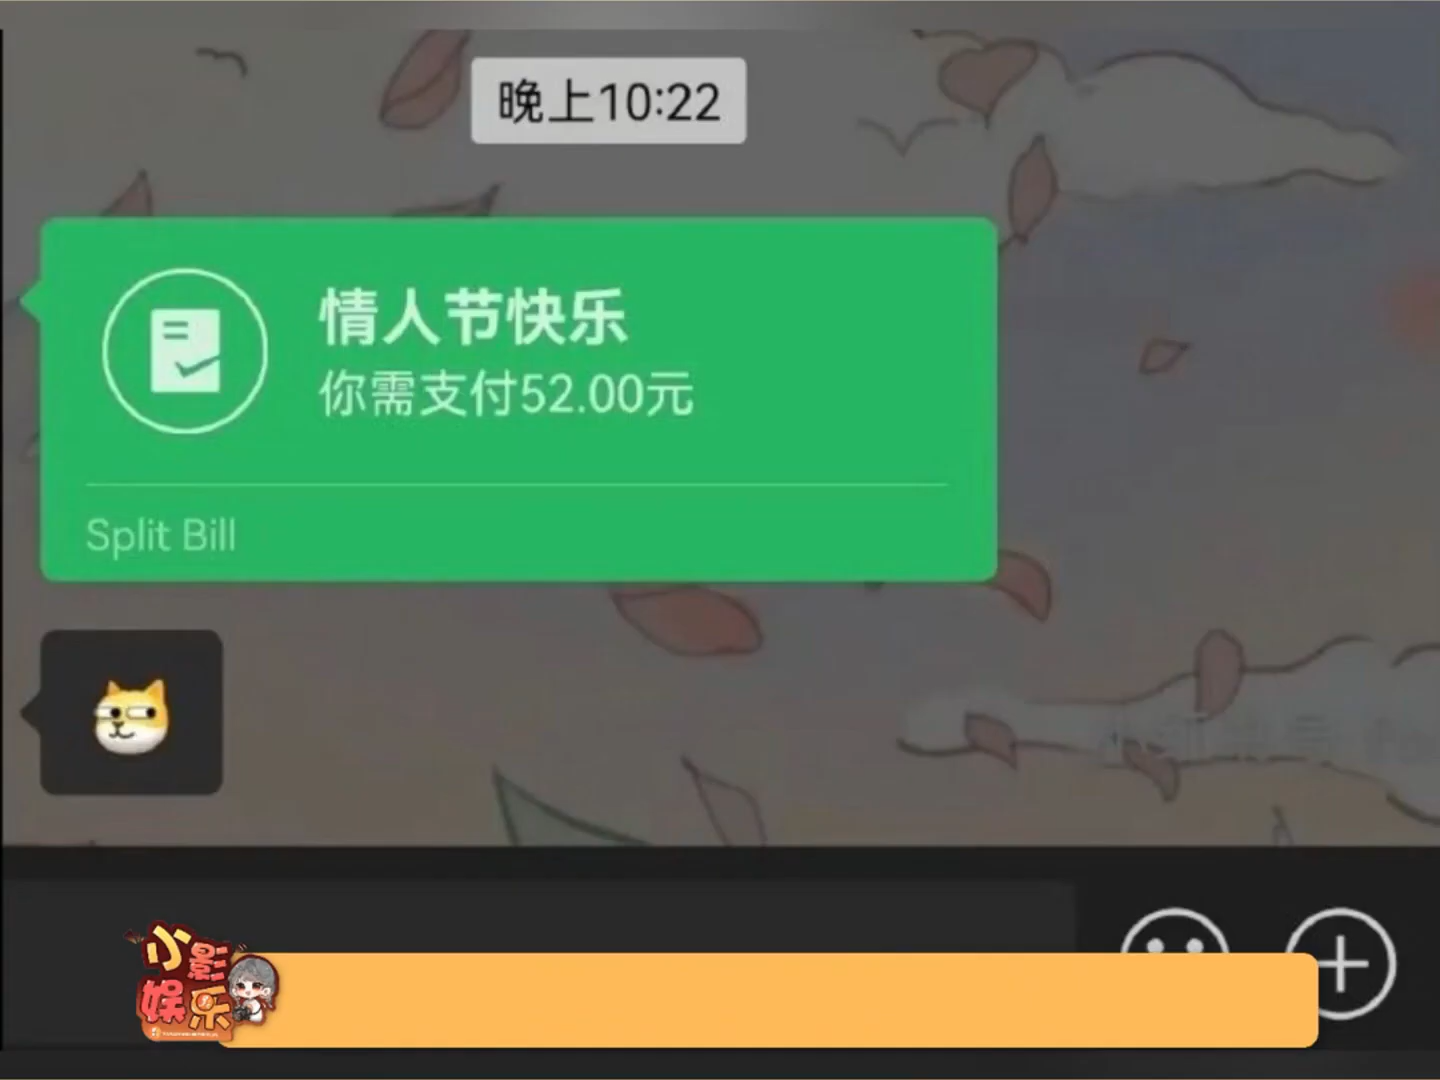 晚上10:22
情人节快乐
你需支付52.00元
Split Bill
小影
娱乐